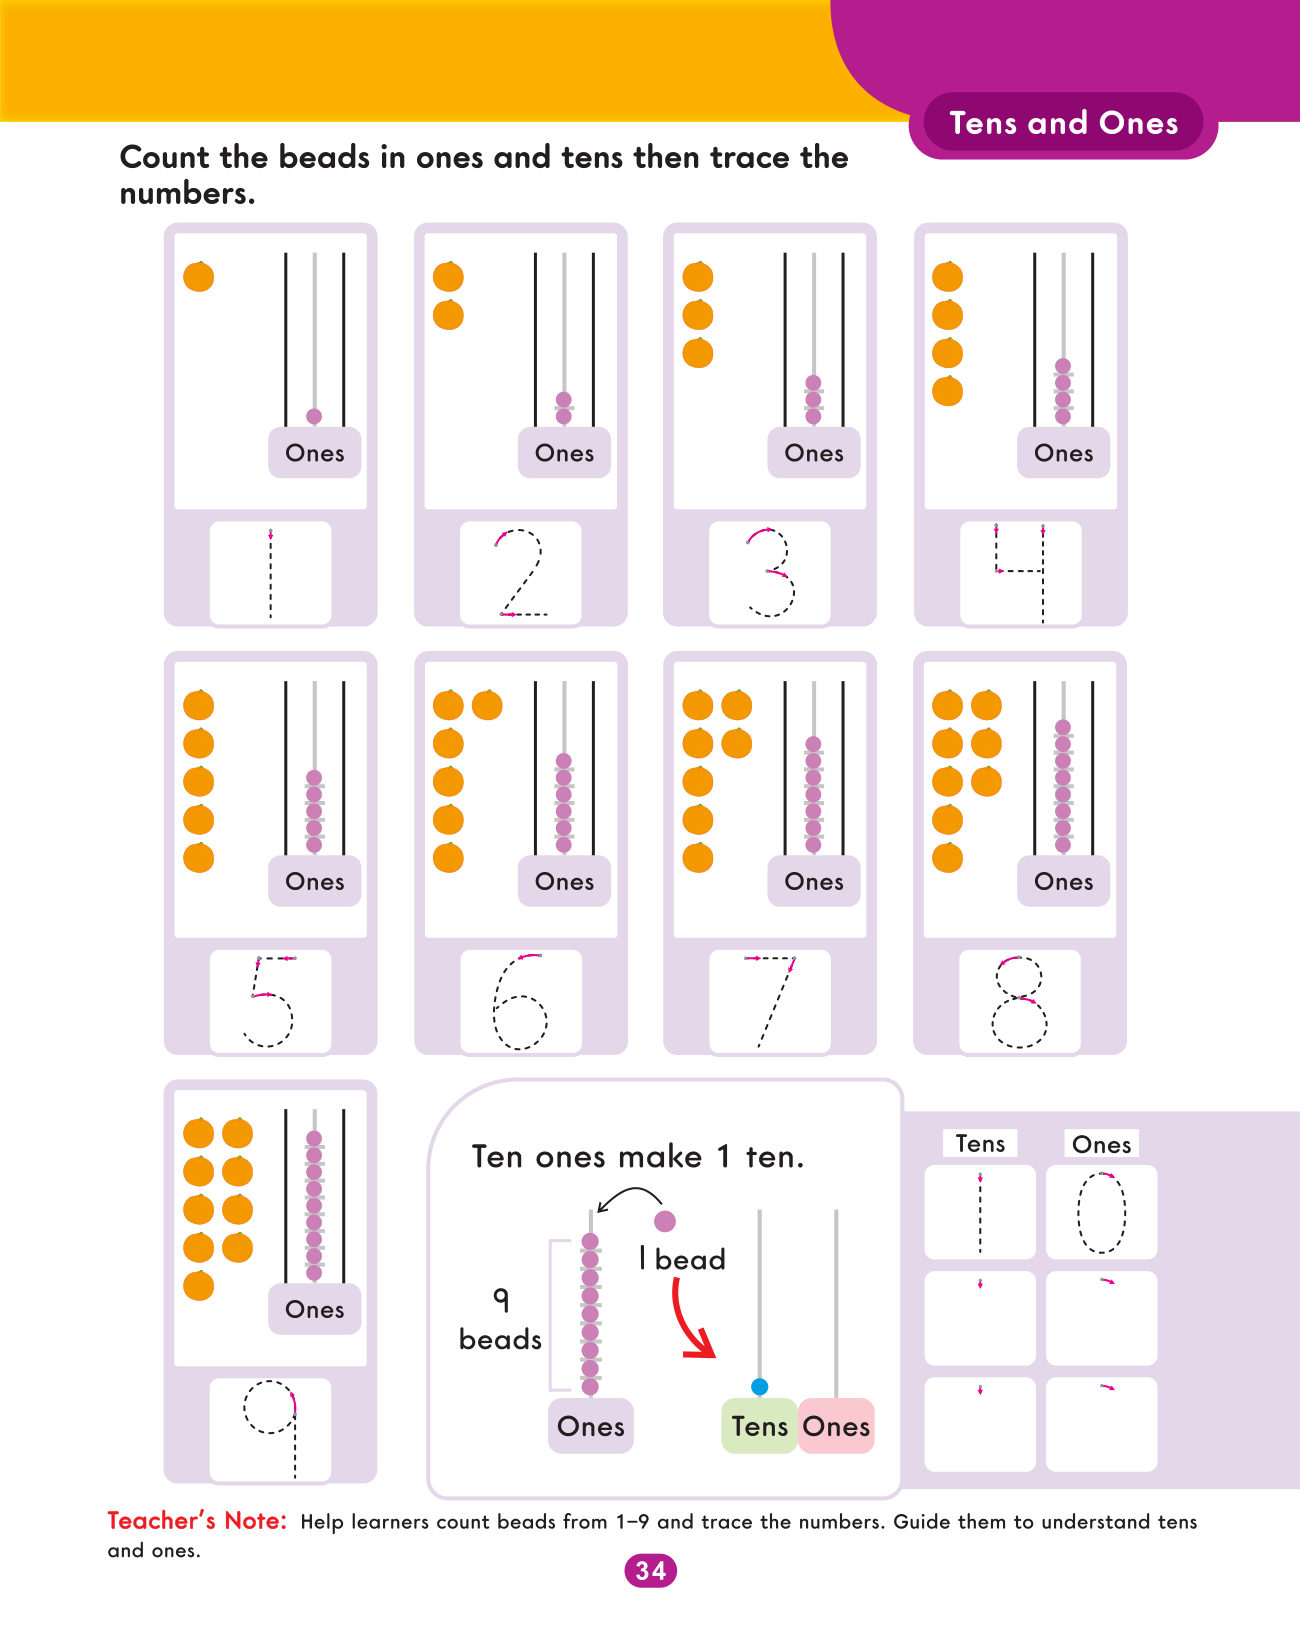 Tens and Ones
Count the beads in ones and tens then trace the
numbers.
Ones
Ones
Ones
Ones
1
2
3
4
Ones
Ones
Ones
Ones
5
6
7
8
Ones
9
Ten ones make 1 ten.
1 bead
9
beads
Ones
Tens
Ones
Tens
Ones
1
0
Teacher's Note: Help learners count beads from 1–9 and trace the numbers. Guide them to understand tens
and ones.
34